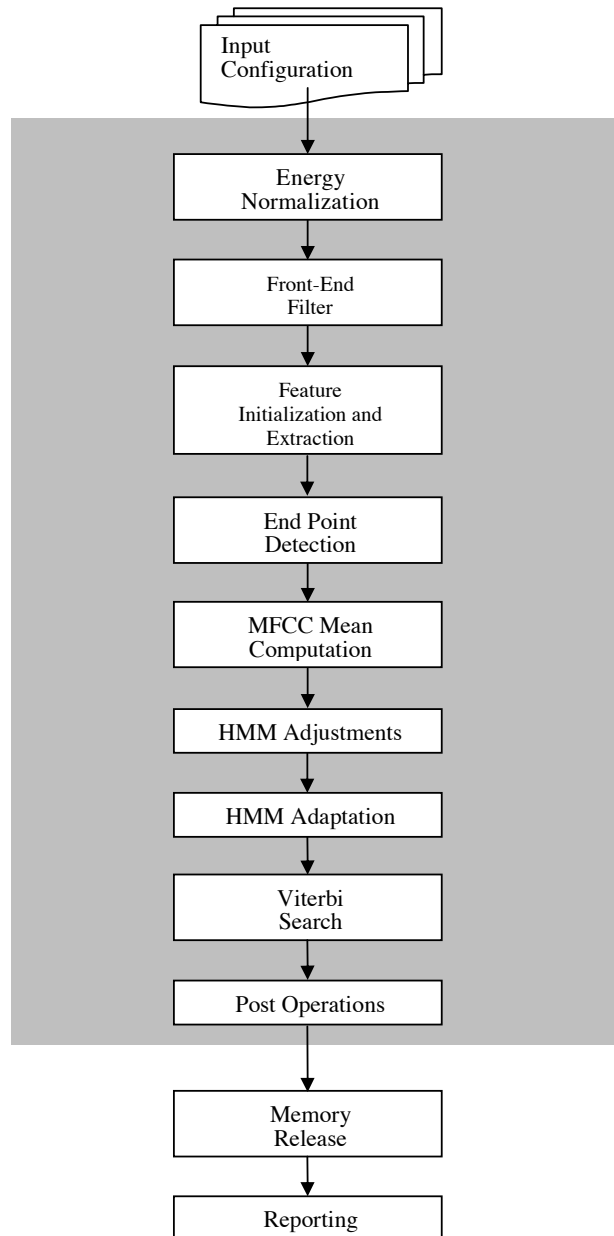 Input
Configuration
Energy
Normalization
Front-End
Filter
Feature
Initialization and
Extraction
End Point
Detection
MFCC Mean
Computation
HMM Adjustments
HMM Adaptation
Viterbi
Search
Post Operations
Memory
Release
Reporting